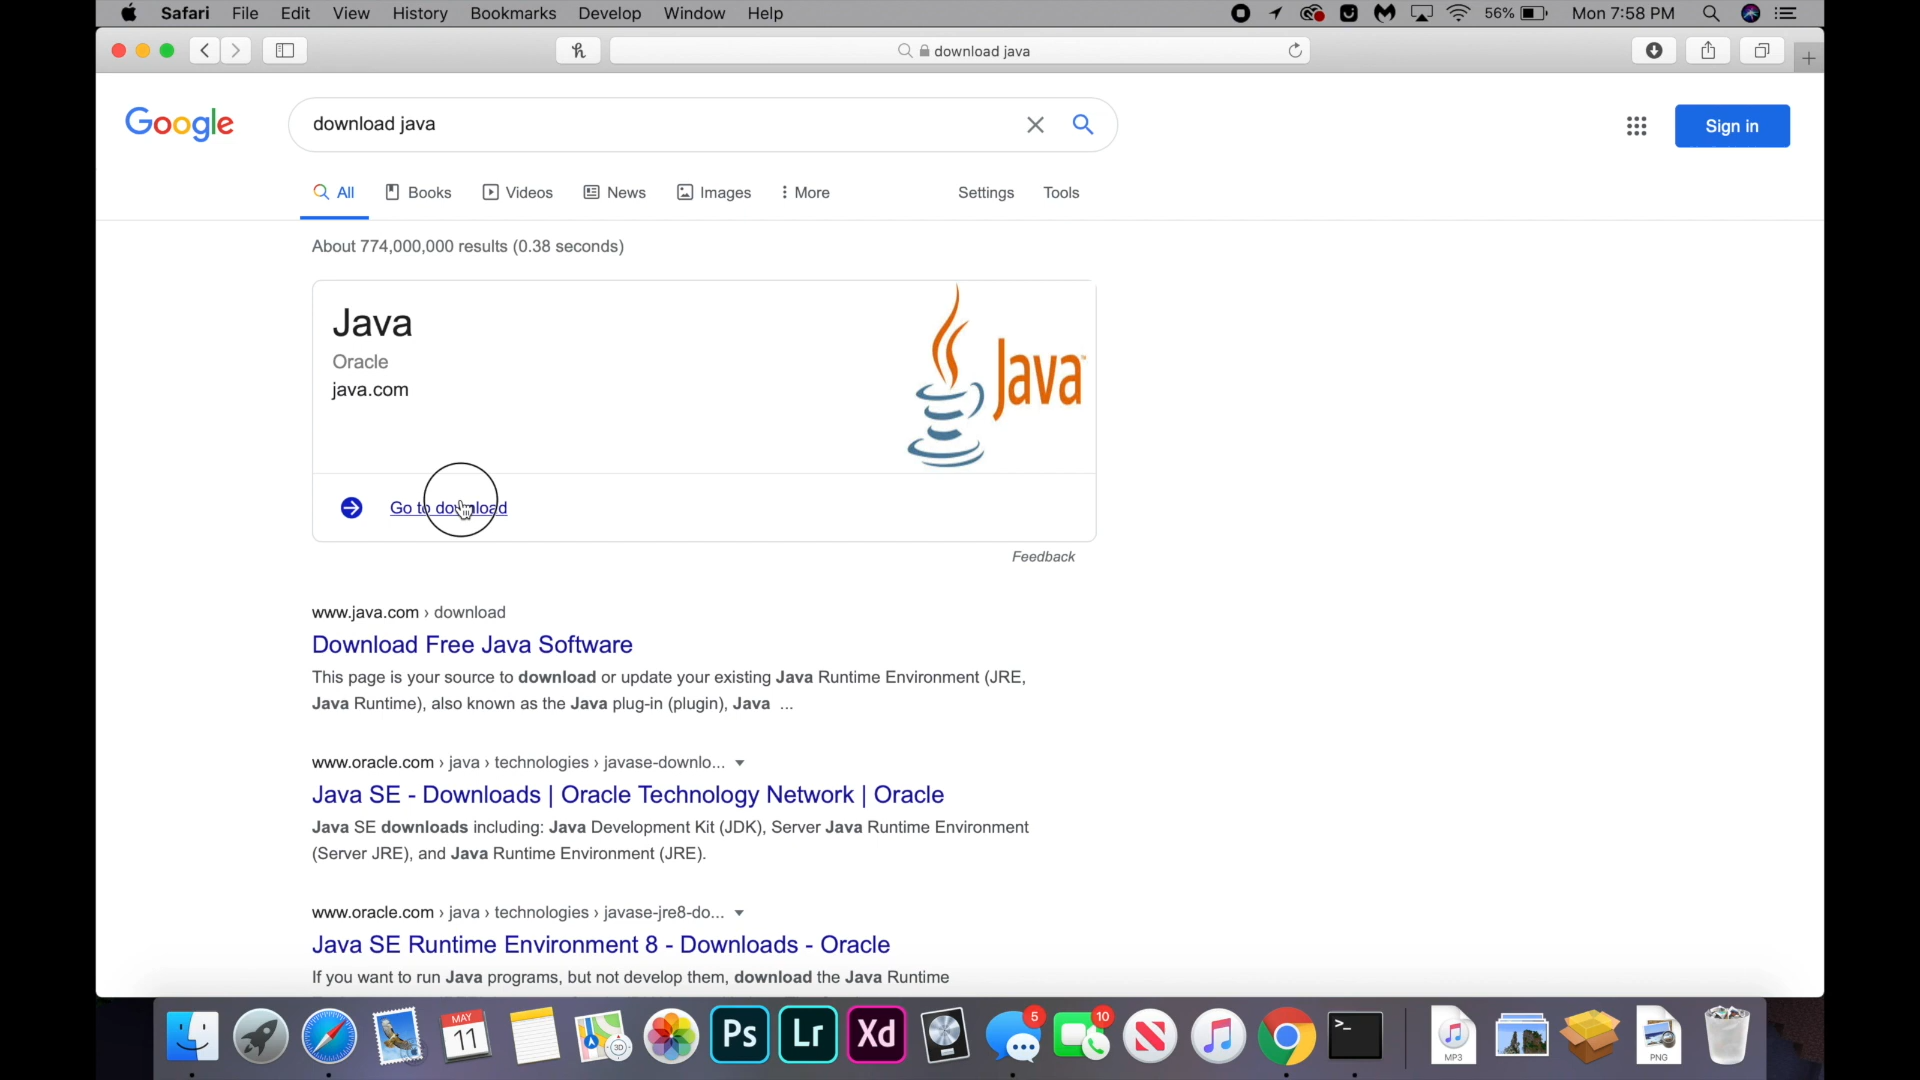 Safari File Edit View History Bookmarks Develop Window Help 56% Mon 7:58 PM
download java
Google download java Sign in
All Books Videos News Images More Settings Tools
About 774,000,000 results (0.38 seconds)
Java
Oracle
java.com
Java™
Go to download
Feedback
www.java.com › download
Download Free Java Software
This page is your source to download or update your existing Java Runtime Environment (JRE,
Java Runtime), also known as the Java plug-in (plugin), Java ...
www.oracle.com › java › technologies › javase-downlo...
Java SE - Downloads | Oracle Technology Network | Oracle
Java SE downloads including: Java Development Kit (JDK), Server Java Runtime Environment
(Server JRE), and Java Runtime Environment (JRE).
www.oracle.com › java › technologies › javase-jre8-do...
Java SE Runtime Environment 8 - Downloads - Oracle
If you want to run Java programs, but not develop them, download the Java Runtime
MAY
11
3D
Ps
Lr
Xd
5
10
>_
MP3
PNG